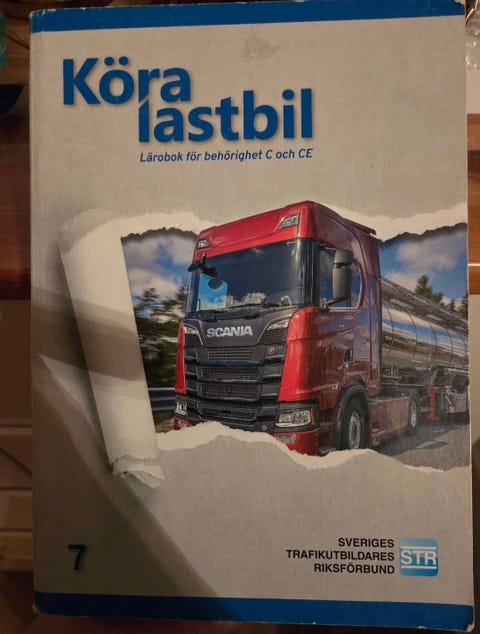 Köra
lastbil
Lärobok för behörighet C och CE
SCANIA
7
SVERIGES
TRAFIKUTBILDARES
RIKSFÖRBUND
STR